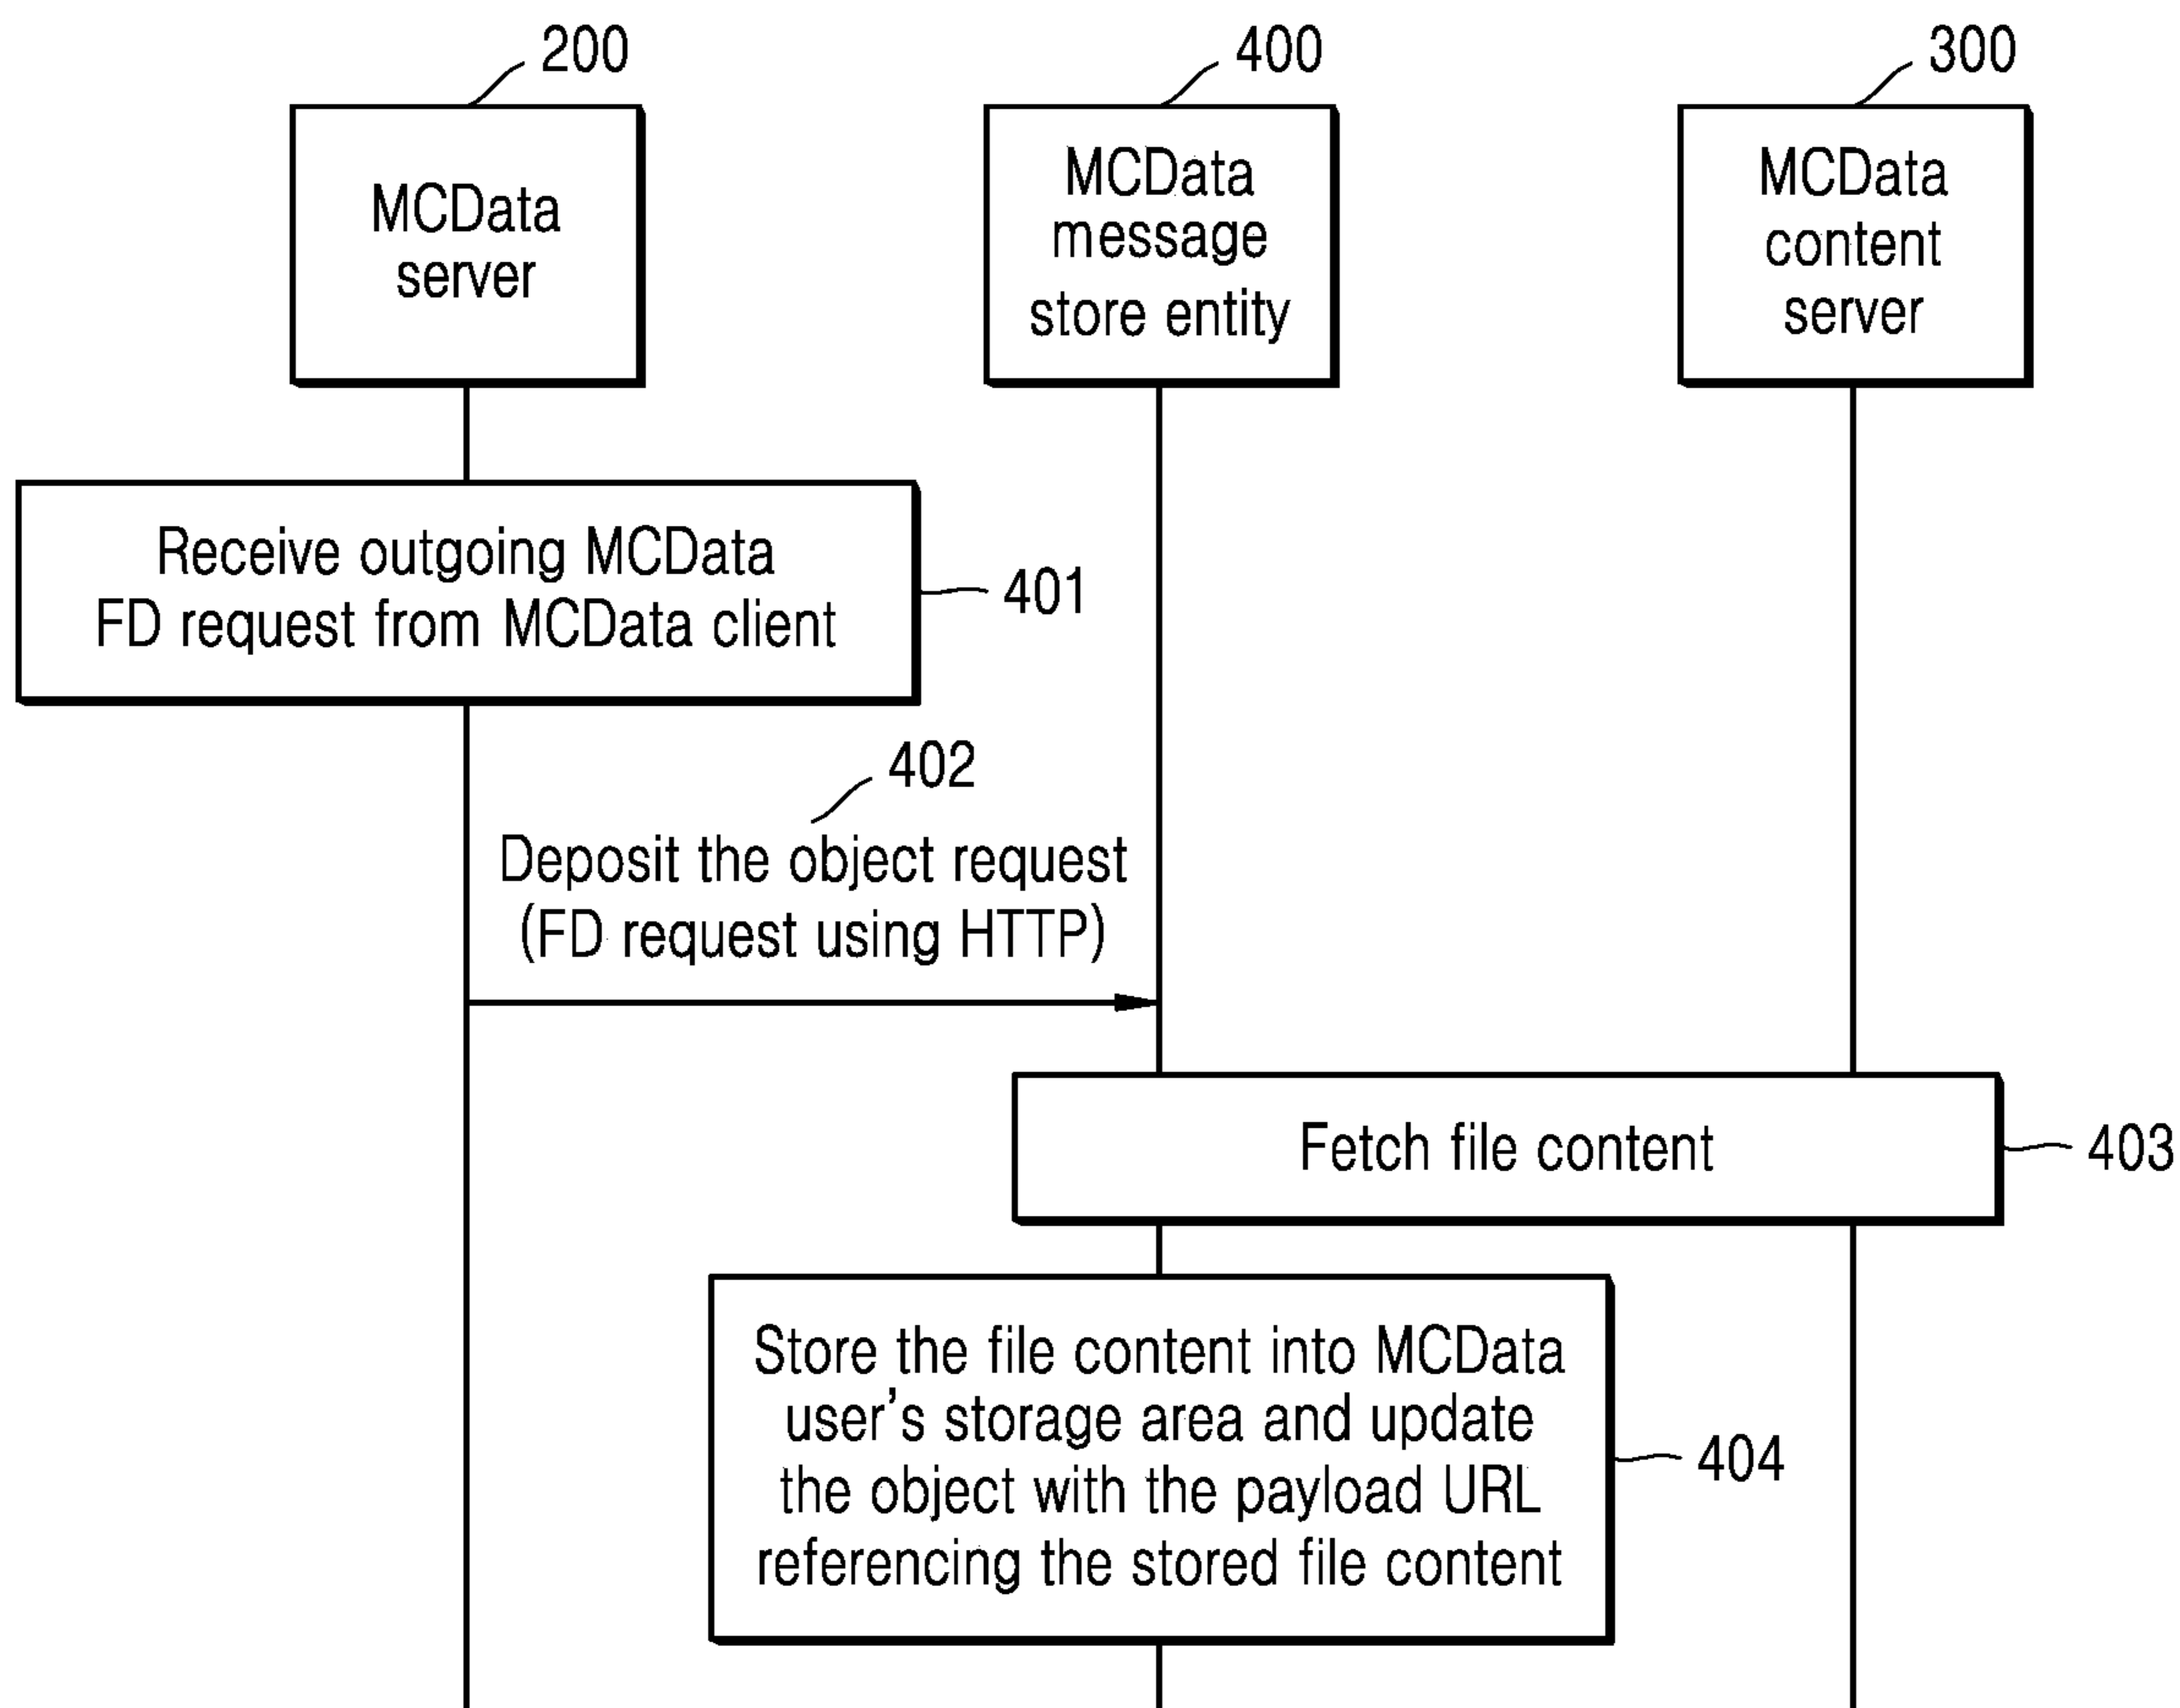 200
400
300
MCData
server
MCData
message
store entity
MCData
content
server
Receive outgoing MCData
FD request from MCData client
401
402
Deposit the object request
(FD request using HTTP)
Fetch file content
403
Store the file content into MCData
user's storage area and update
the object with the payload URL
referencing the stored file content
404